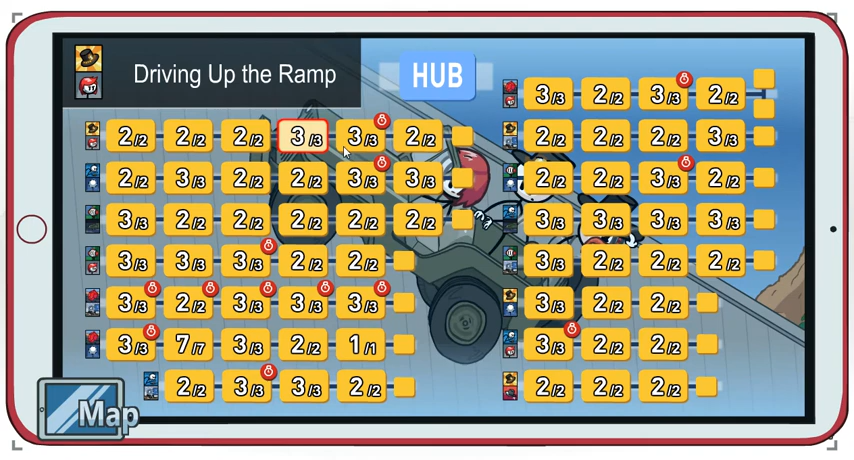 Driving Up the Ramp
HUB
3/3 2/2 3/3 2/2
2/2 2/2 2/2 3/3 3/3 2/2
2/2 2/2 2/2 2/2
2/2 3/3 2/2 2/2 3/3 3/3
2/2 2/2 3/3 2/2
3/3 2/2 2/2 2/2 2/2 2/2
3/3 3/3 3/3 3/3
3/3 3/3 3/3 2/2 2/2
3/3 2/2 2/2 2/2
3/3 2/2 3/3 3/3 3/3
3/3 2/2 2/2
3/3 7/7 3/3 2/2 1/1
3/3 2/2 2/2
2/2 3/3 3/3 2/2
2/2 2/2 2/2
Map